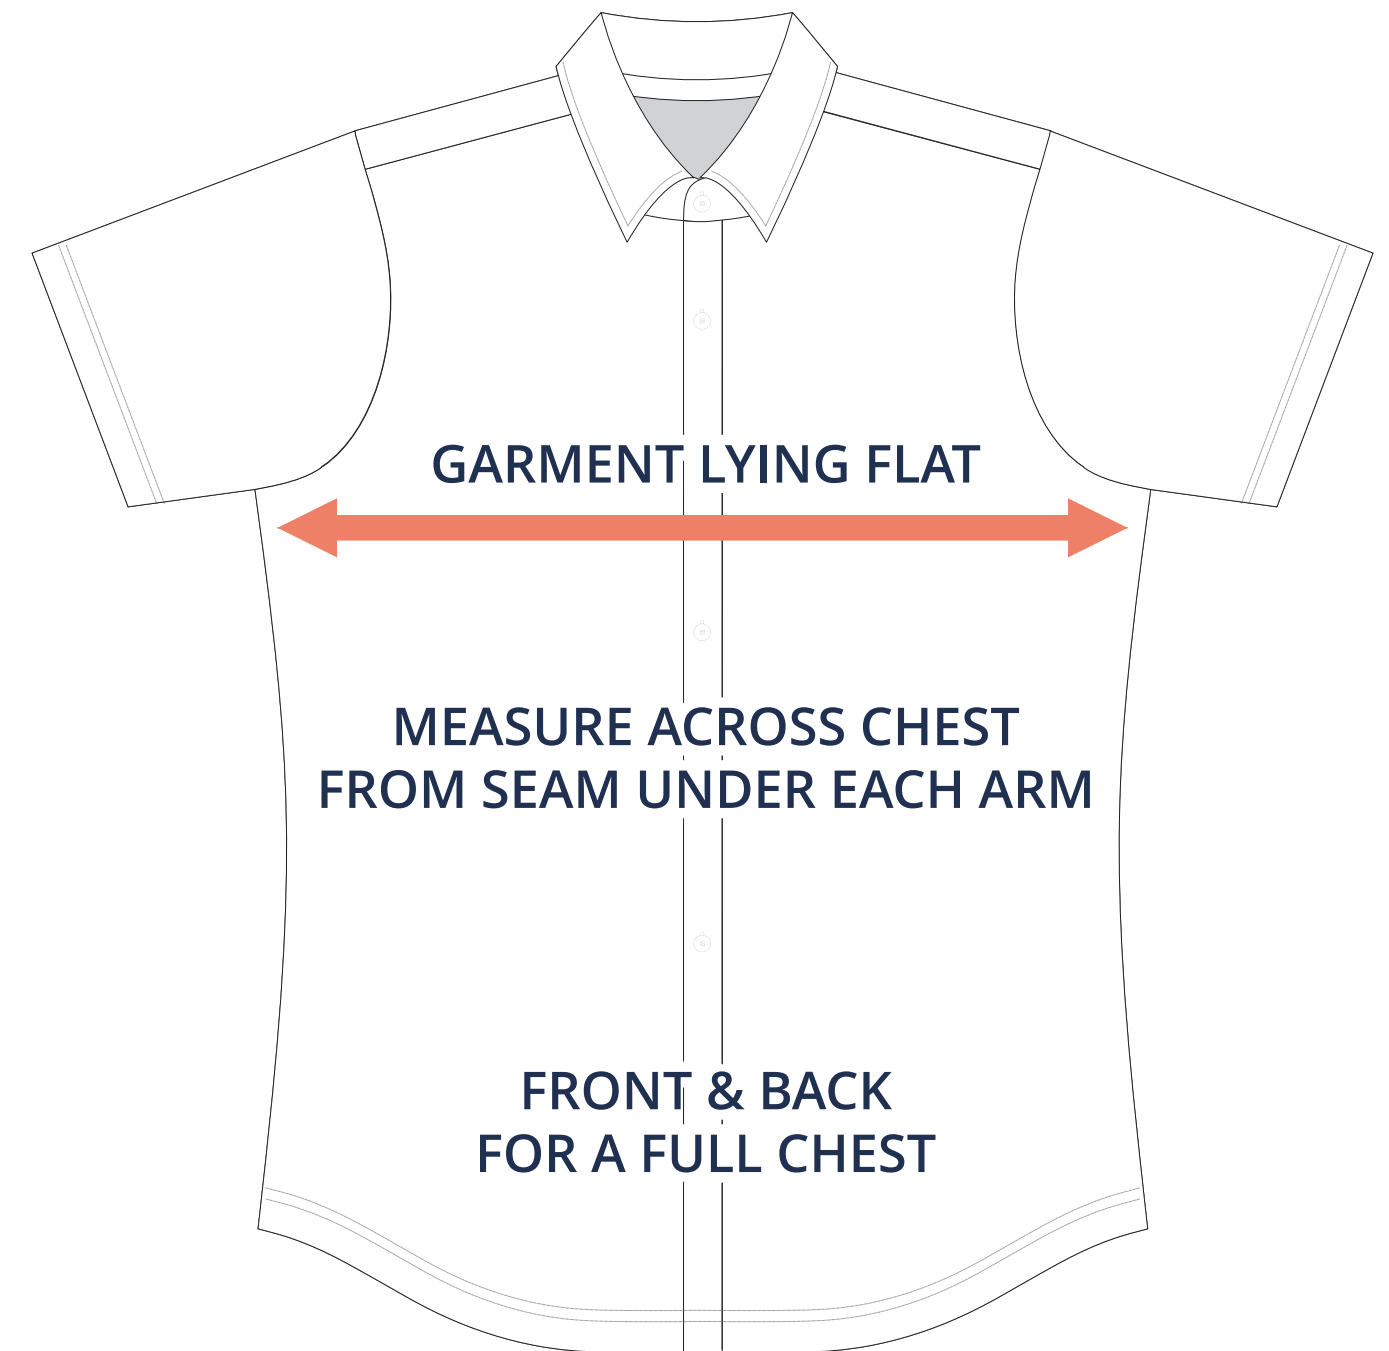 GARMENT LYING FLAT
MEASURE ACROSS CHEST
FROM SEAM UNDER EACH ARM
FRONT & BACK
FOR A FULL CHEST